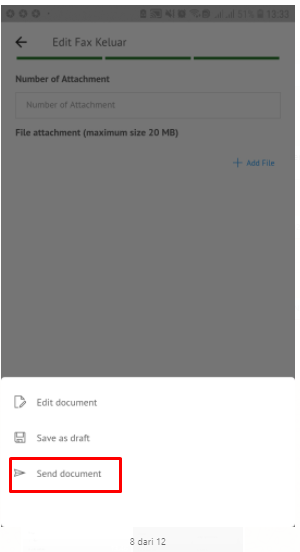 51% 13:33
Edit Fax Keluar
Number of Attachment
Number of Attachment
File attachment (maximum size 20 MB)
+ Add File
Edit document
Save as draft
Send document
8 dari 12